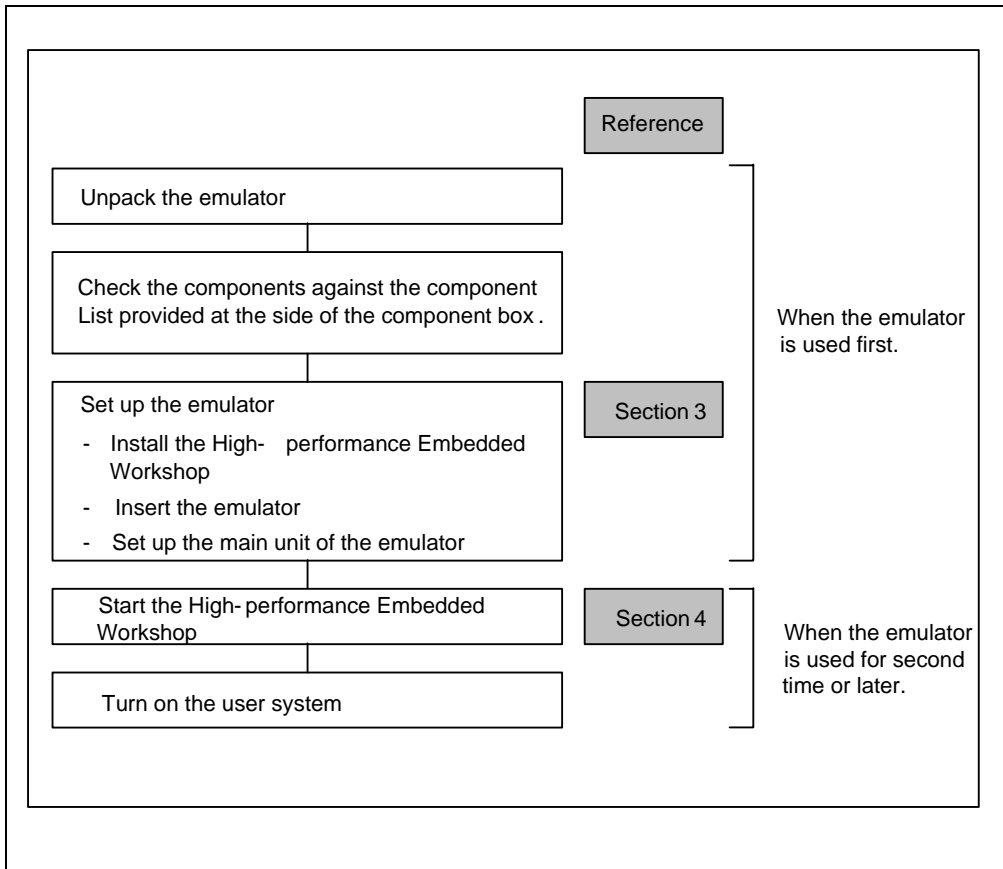 Reference
Unpack the emulator
Check the components against the component
List provided at the side of the component box .
When the emulator
is used first.
Set up the emulator
- Install the High- performance Embedded
Workshop
- Insert the emulator
- Set up the main unit of the emulator
Section 3
Start the High- performance Embedded
Workshop
Section 4
When the emulator
is used for second
time or later.
Turn on the user system